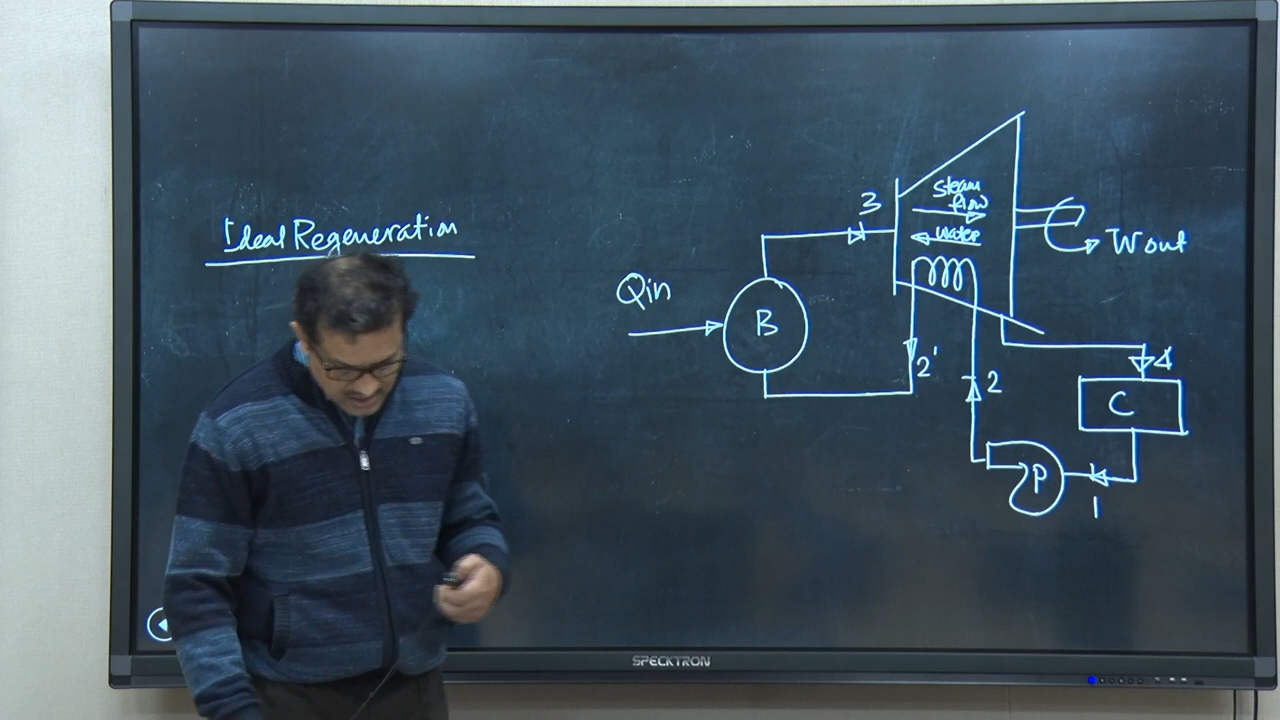 Ideal Regeneration
Qin
B
3
Steam
flow
water
Wout
2'
2
4
C
P
1
SPECKTRON